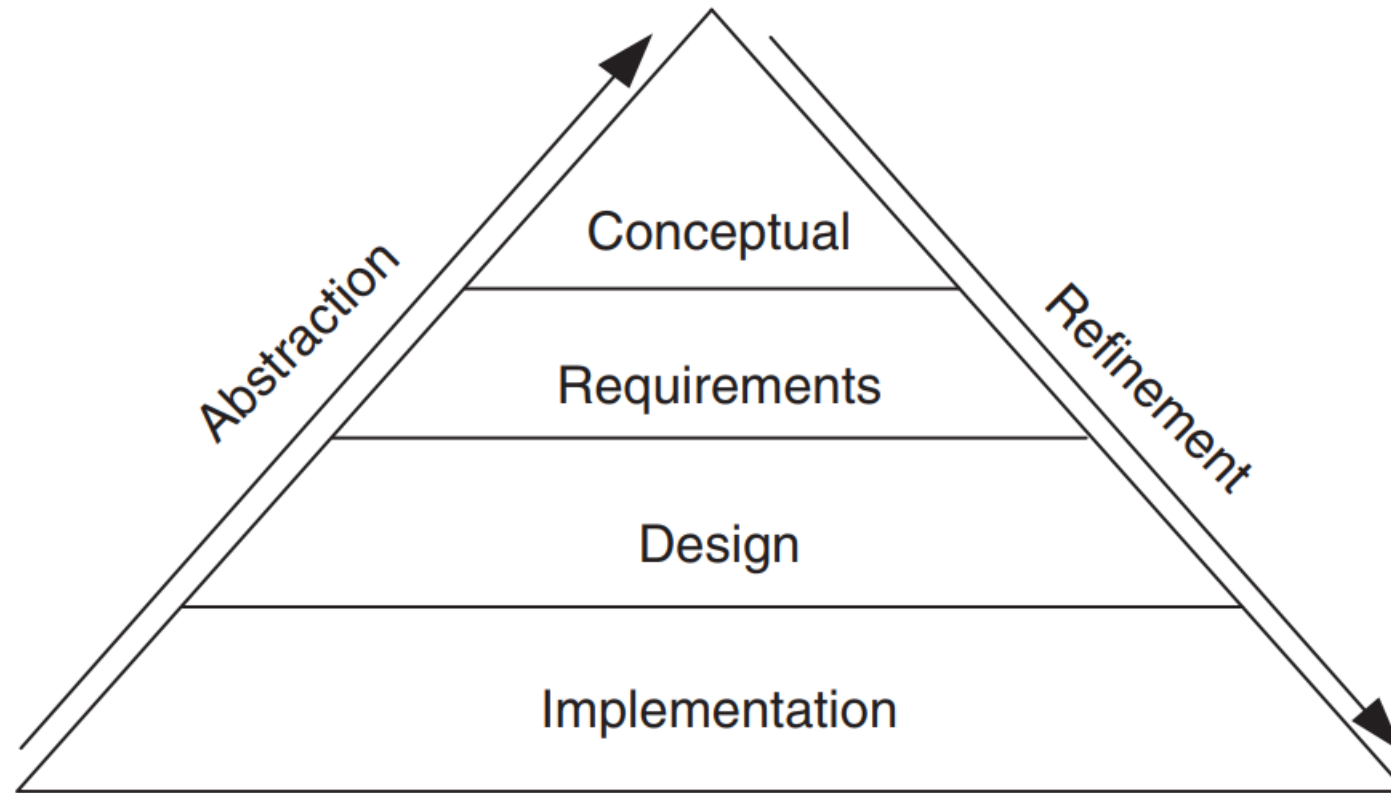 Conceptual
Abstraction
Refinement
Requirements
Design
Implementation